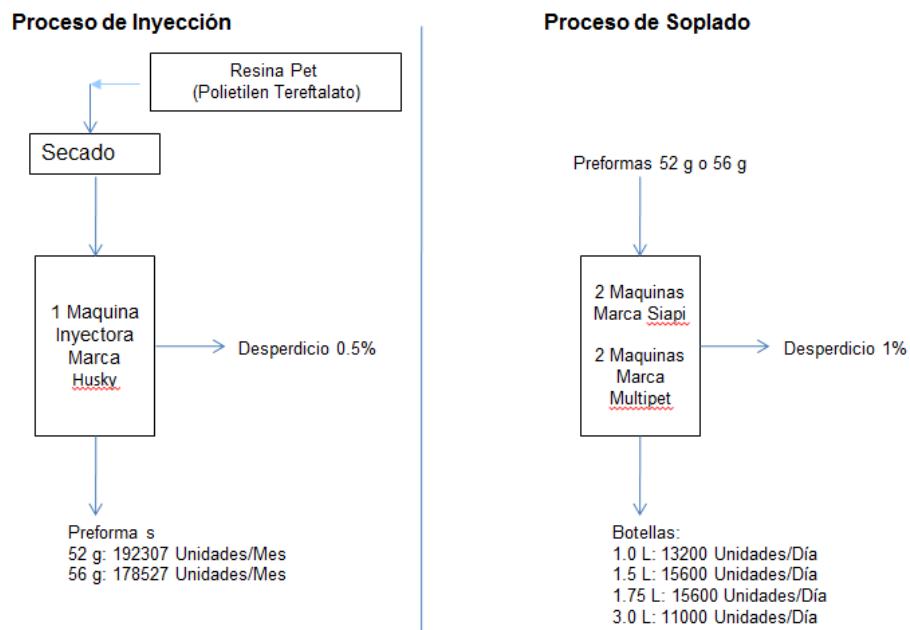 Proceso de Inyección
Resina Pet
(Polietilen Tereftalato)
Secado
1 Maquina
Inyectora
Marca
Husky
Desperdicio 0.5%
Preforma s
52 g: 192307 Unidades/Mes
56 g: 178527 Unidades/Mes
Proceso de Soplado
Preformas 52 g o 56 g
2 Maquinas
Marca Siapi
2 Maquinas
Marca
Multipet
Desperdicio 1%
Botellas:
1.0 L: 13200 Unidades/Día
1.5 L: 15600 Unidades/Día
1.75 L: 15600 Unidades/Día
3.0 L: 11000 Unidades/Día